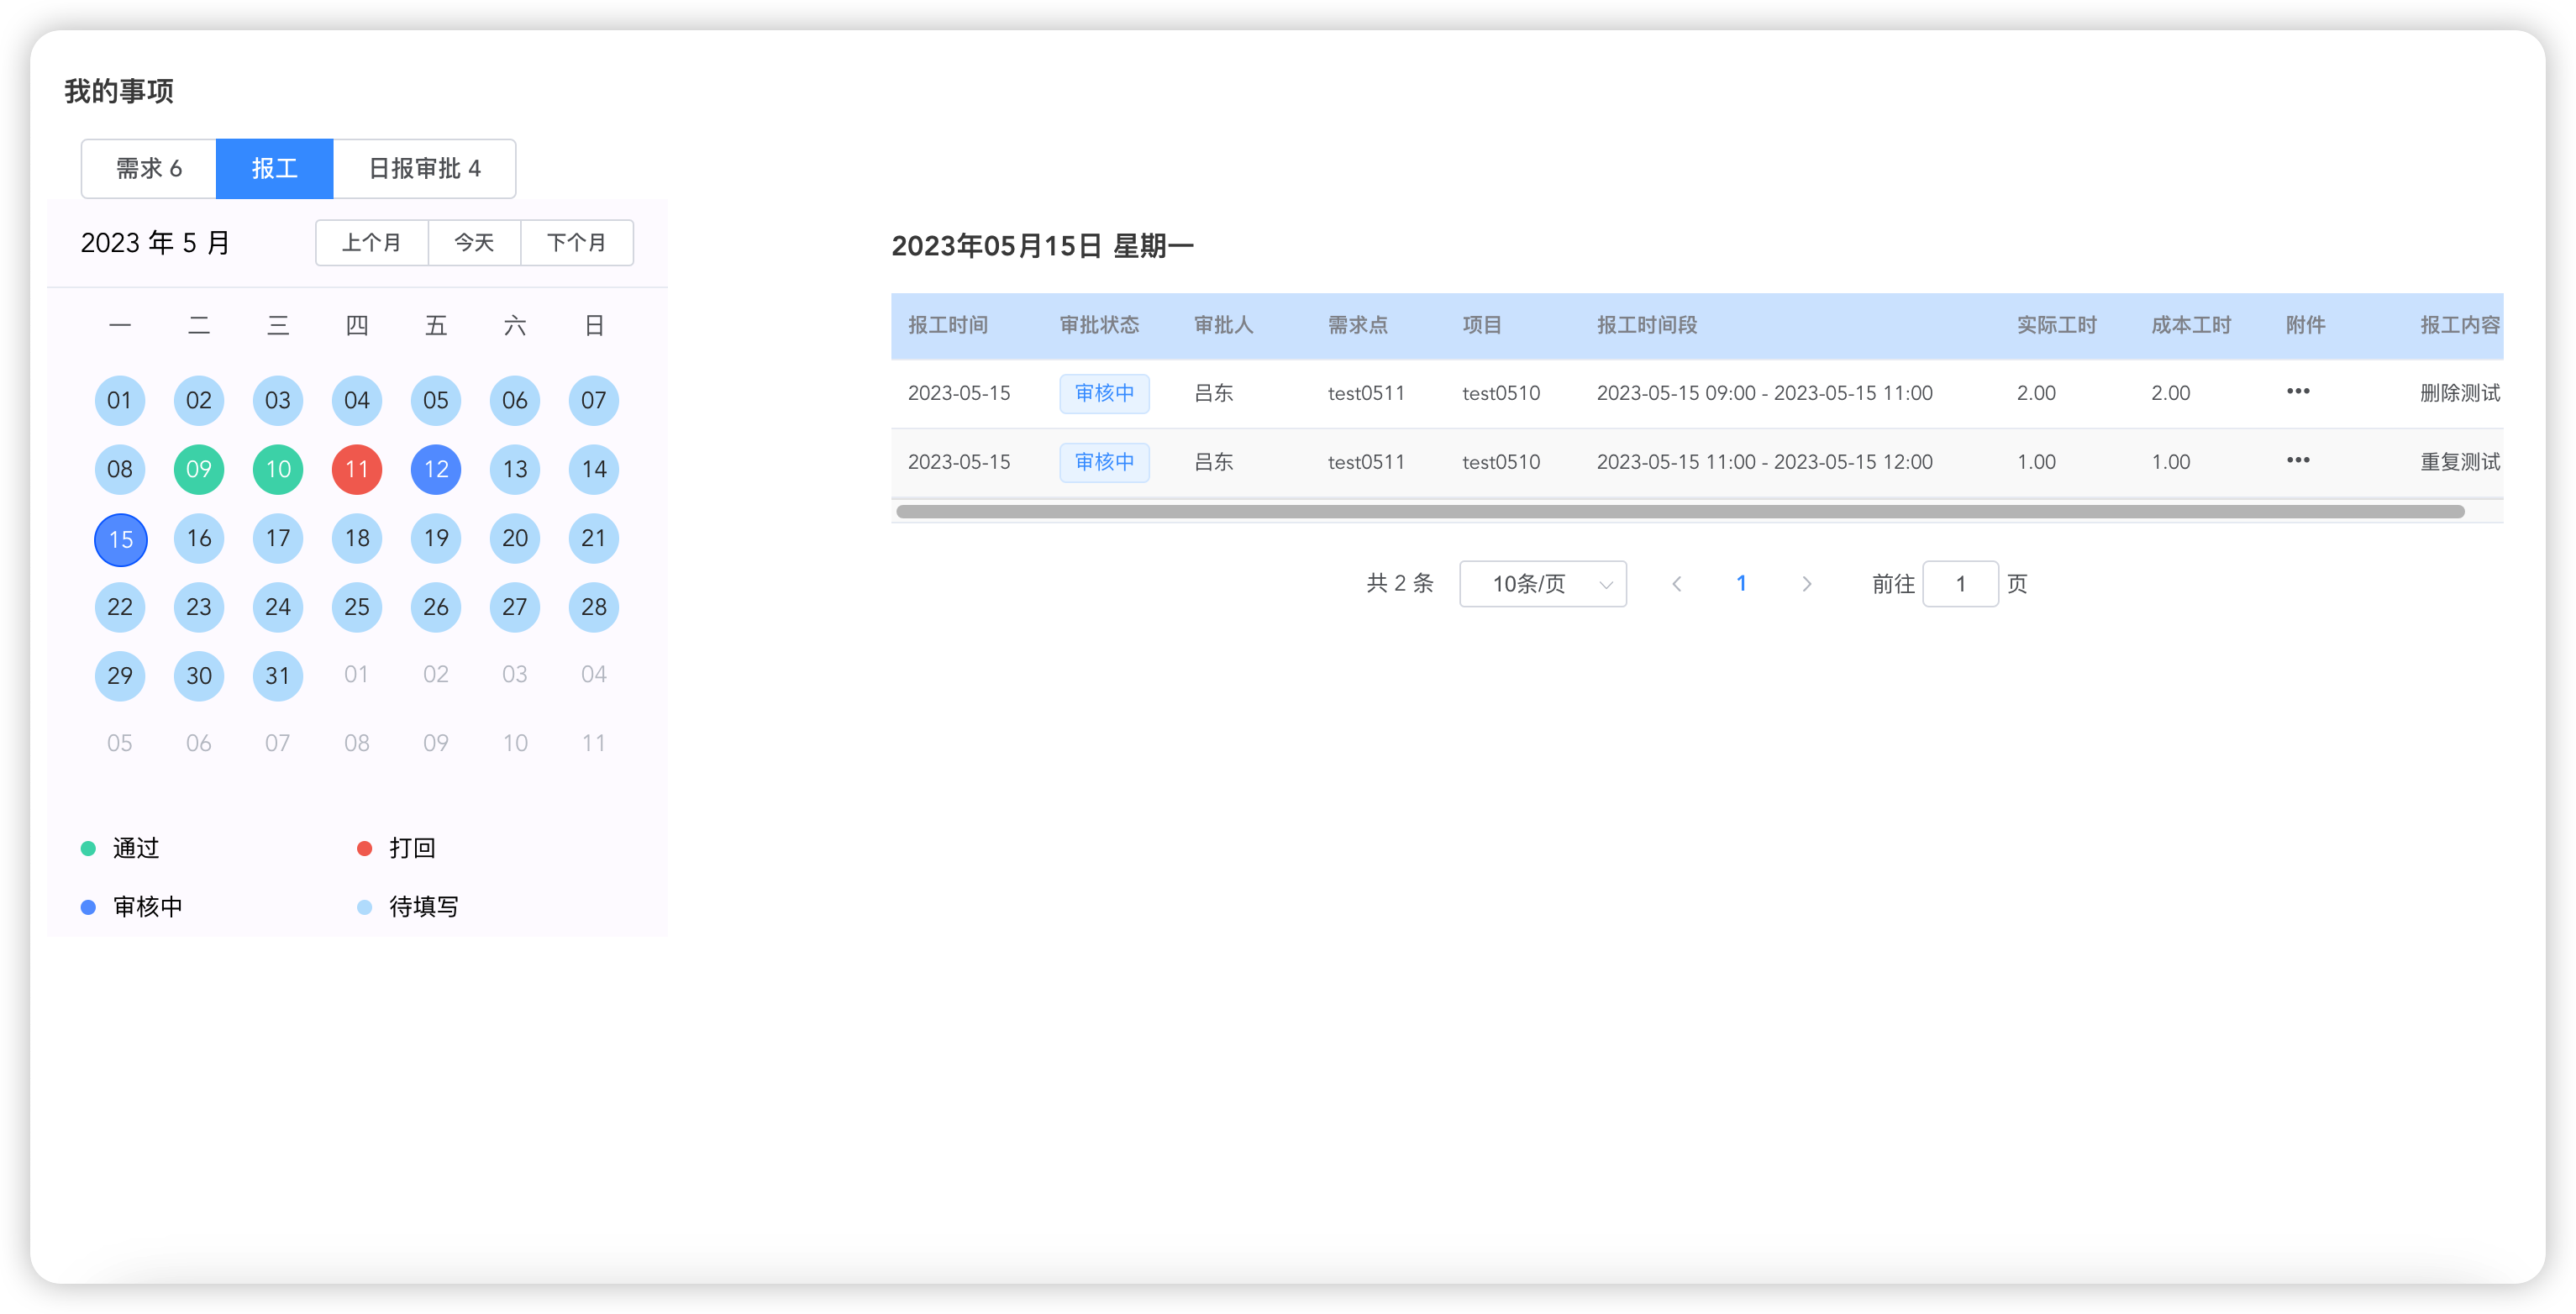 我的事项
需求 6 报工 日报审批 4
2023 年 5 月 上个月 今天 下个月
一 二 三 四 五 六 日
01 02 03 04 05 06 07
08 09 10 11 12 13 14
15 16 17 18 19 20 21
22 23 24 25 26 27 28
29 30 31 01 02 03 04
05 06 07 08 09 10 11
通过 打回
审核中 待填写
2023年05月15日 星期一
报工时间 审批状态 审批人 需求点 项目 报工时间段 实际工时 成本工时 附件 报工内容
2023-05-15 审核中 吕东 test0511 test0510 2023-05-15 09:00 - 2023-05-15 11:00 2.00 2.00 ••• 删除测试
2023-05-15 审核中 吕东 test0511 test0510 2023-05-15 11:00 - 2023-05-15 12:00 1.00 1.00 ••• 重复测试
共 2 条 10条/页 1 前往 1 页